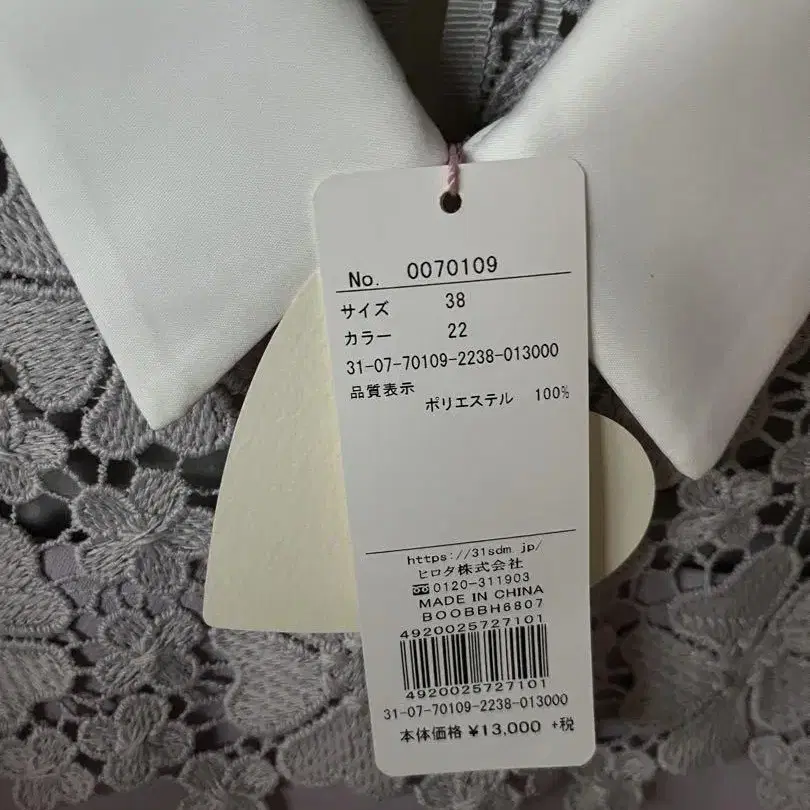 No. 0070109
サイズ 38
カラー 22
31-07-70109-2238-013000
品質表示
ポリエステル 100%
https://31sdm.jp/
ヒロタ株式会社
0120-311903
MADE IN CHINA
BOOBBH6807
4920025727101
4920025727101
31-07-70109-2238-013000
本体価格 ¥13,000 +税